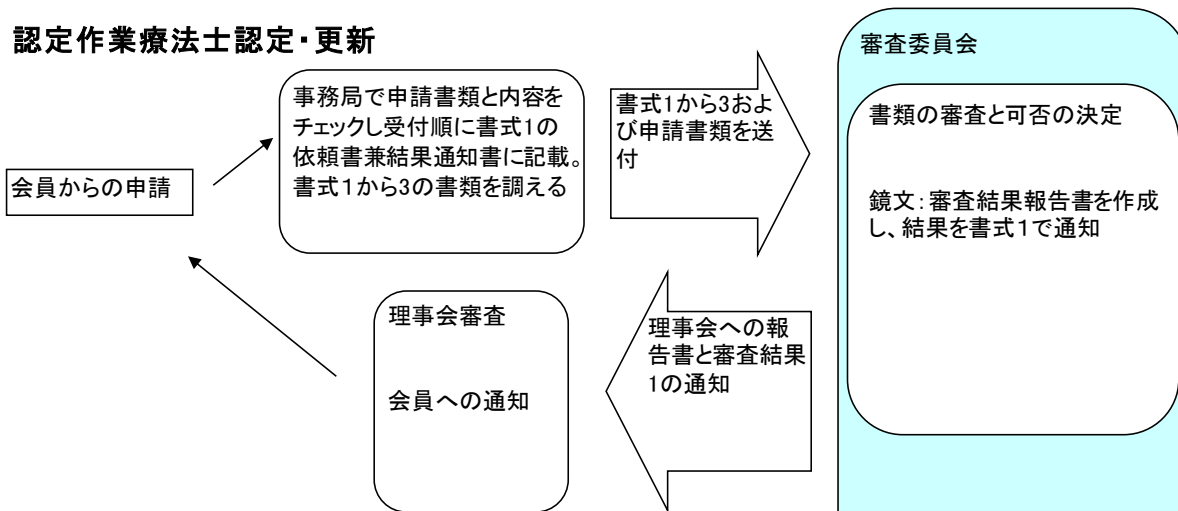 認定作業療法士認定・更新
会員からの申請
事務局で申請書類と内容を
チェックし受付順に書式1の
依頼書兼結果通知書に記載。
書式１から3の書類を調える
書式1から3およ
び申請書類を送
付
審査委員会
書類の審査と可否の決定
鏡文：審査結果報告書を作成
し、結果を書式１で通知
理事会への報
告書と審査結果
1の通知
理事会審査
会員への通知